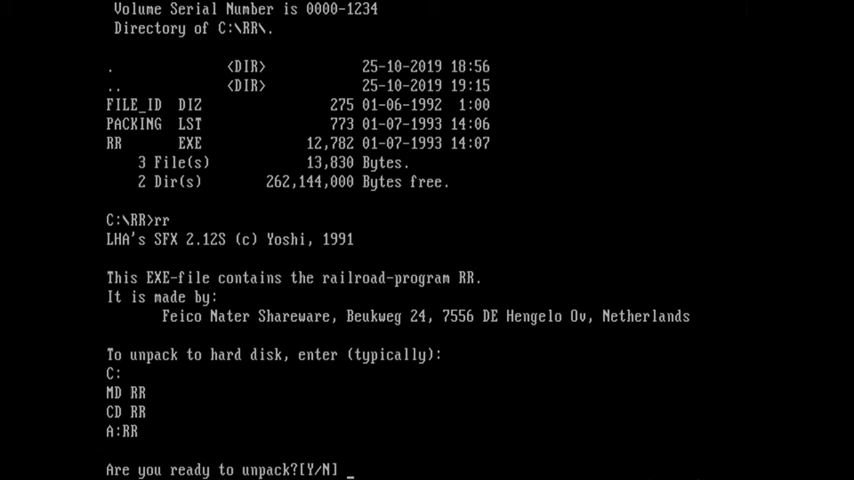 Volume Serial Number is 0000-1234
Directory of C:\RR\.
. <DIR> 25-10-2019 18:56
.. <DIR> 25-10-2019 19:15
FILE_ID DIZ 275 01-06-1992 1:00
PACKING LST 773 01-07-1993 14:06
RR EXE 12,782 01-07-1993 14:07
3 File(s) 13,830 Bytes.
2 Dir(s) 262,144,000 Bytes free.
C:\RR>rr
LHA's SFX 2.12S (c) Yoshi, 1991
This EXE-file contains the railroad-program RR.
It is made by:
Feico Nater Shareware, Beukweg 24, 7556 DE Hengelo Ov, Netherlands
To unpack to hard disk, enter (typically):
C:
MD RR
CD RR
A:RR
Are you ready to unpack?[Y/N] _